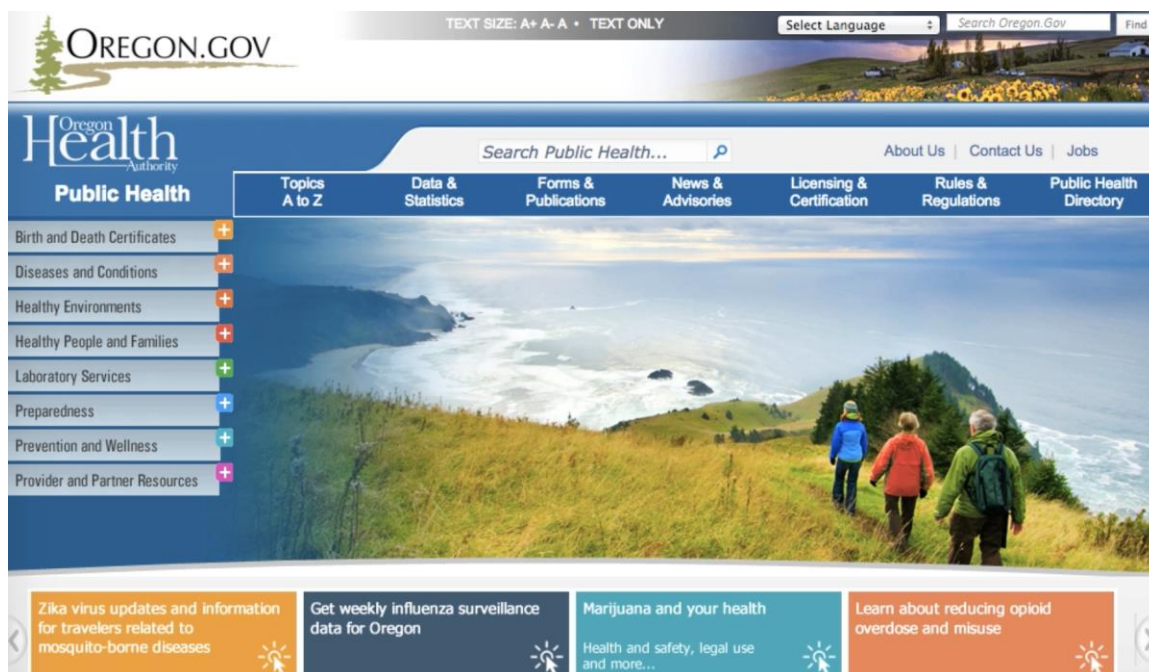 OREGON.GOV
TEXT SIZE: A+ A- A • TEXT ONLY
Select Language
Search Oregon.Gov
Find
Oregon
Health
Authority
Public Health
Search Public Health...
About Us | Contact Us | Jobs
Topics
A to Z
Data &
Statistics
Forms &
Publications
News &
Advisories
Licensing &
Certification
Rules &
Regulations
Public Health
Directory
Birth and Death Certificates
Diseases and Conditions
Healthy Environments
Healthy People and Families
Laboratory Services
Preparedness
Prevention and Wellness
Provider and Partner Resources
Zika virus updates and information
for travelers related to
mosquito-borne diseases
Get weekly influenza surveillance
data for Oregon
Marijuana and your health
Health and safety, legal use
and more...
Learn about reducing opioid
overdose and misuse